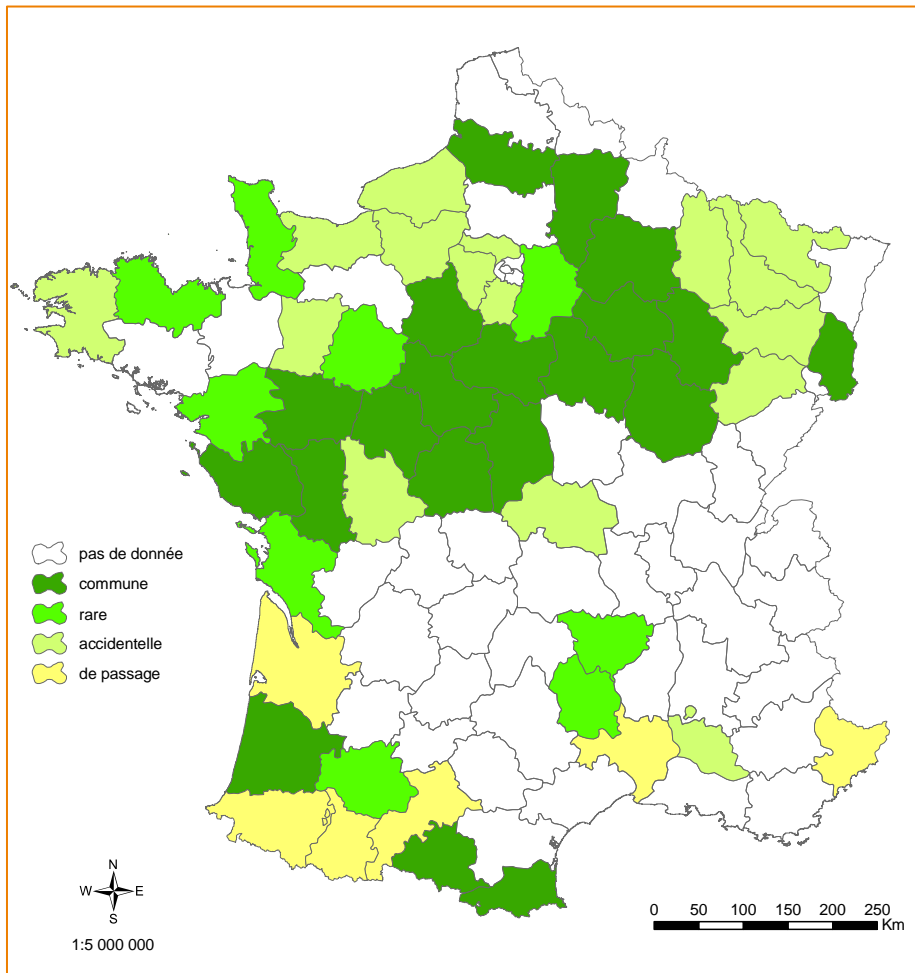 pas de donnée
commune
rare
accidentelle
de passage
N
W E
S
1:5 000 000
0 50 100 150 200 250
Km